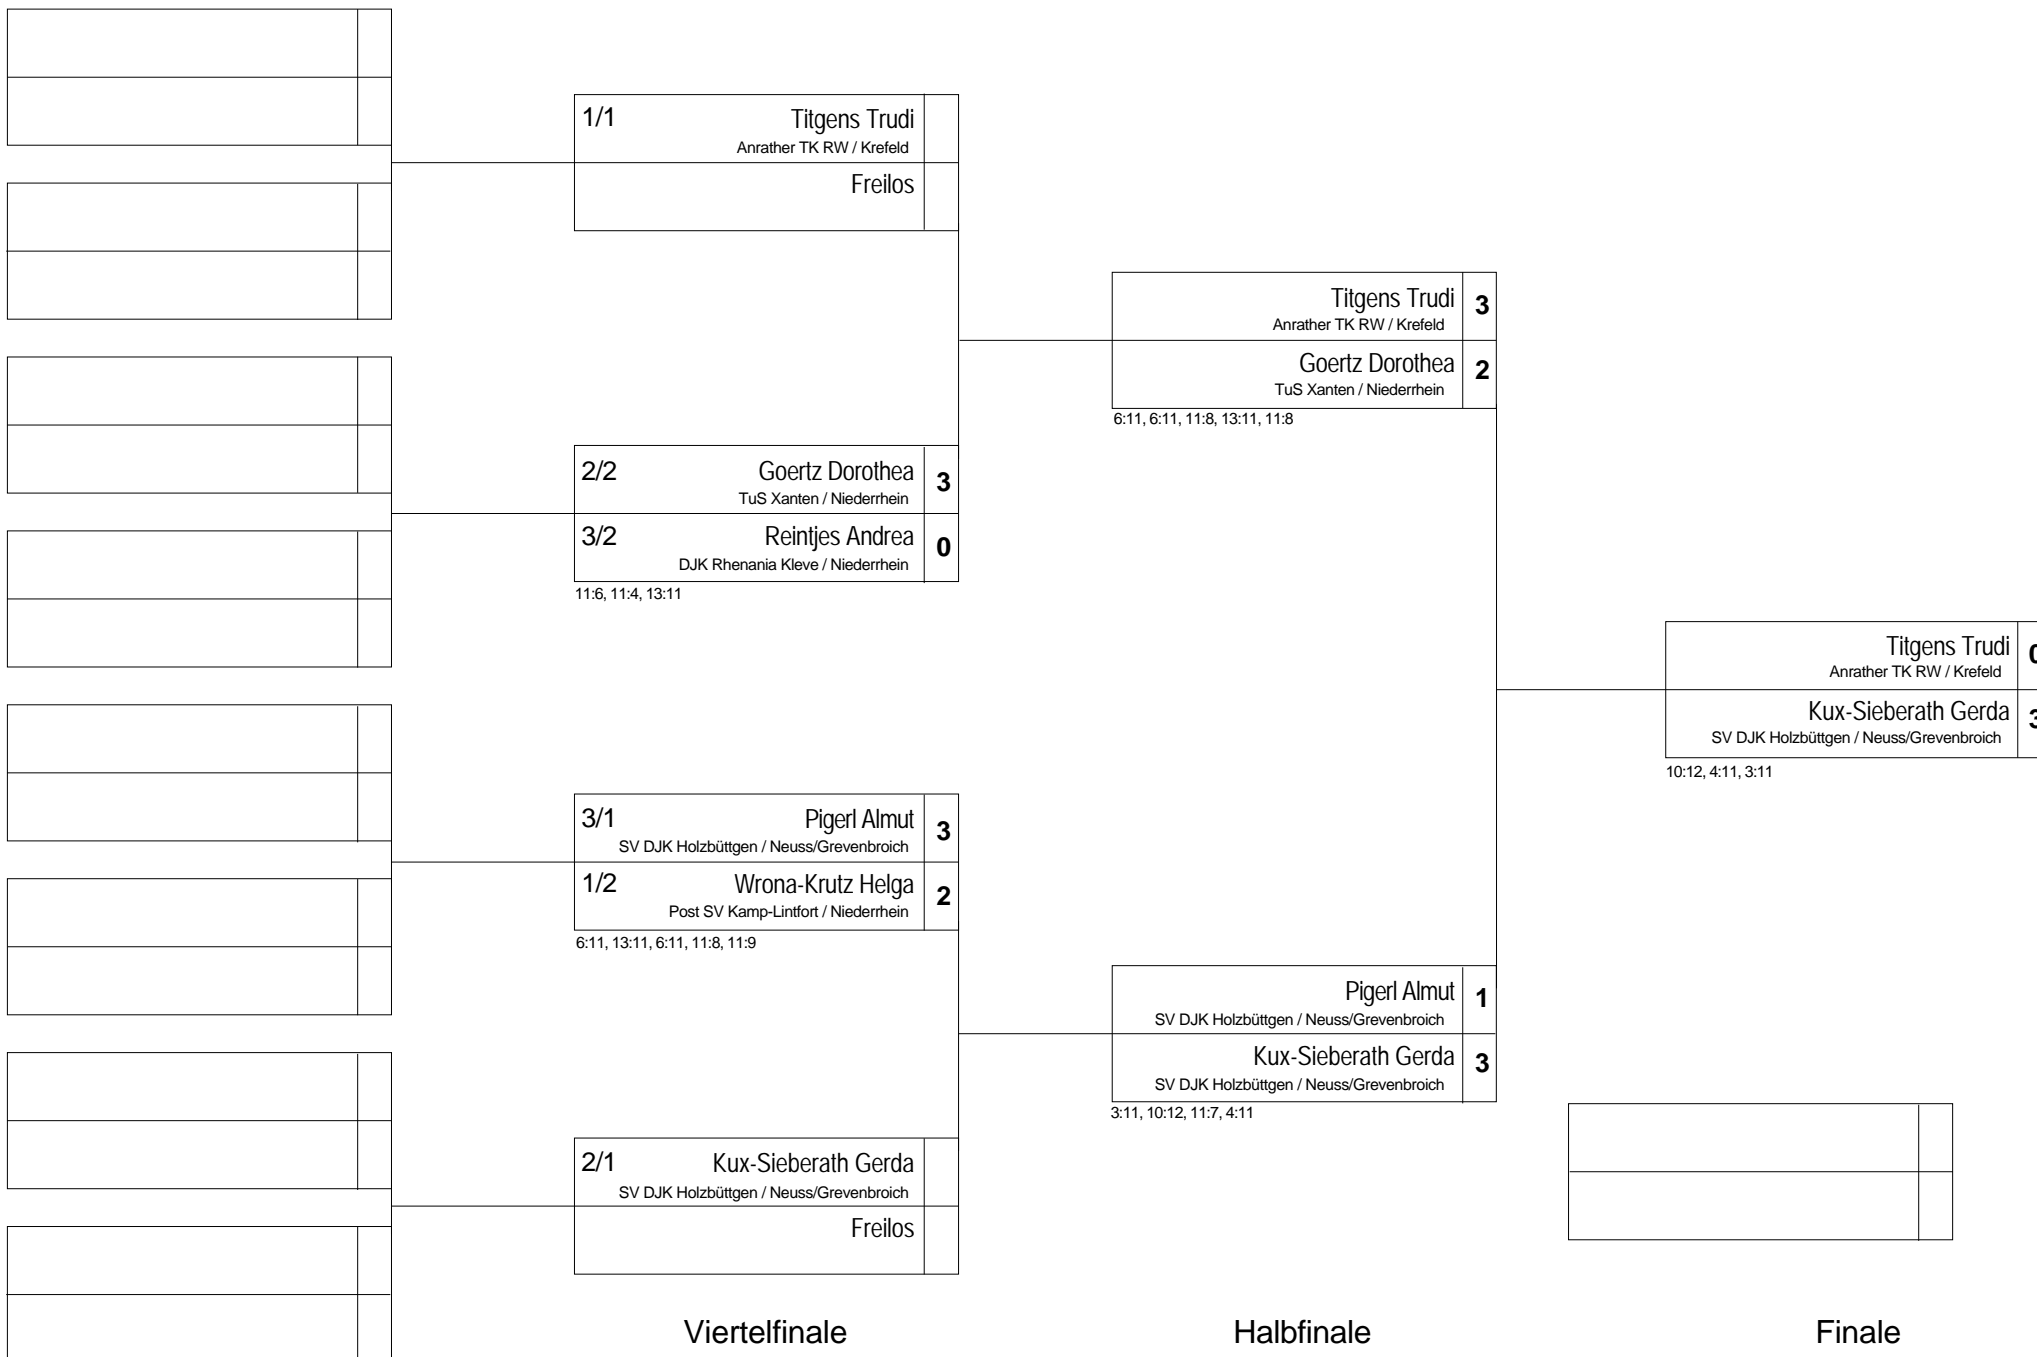 1/1 Titgens Trudi
Anrather TK RW / Krefeld
Freilos
2/2 Goertz Dorothea 3
TuS Xanten / Niederrhein
3/2 Reintjes Andrea 0
DJK Rhenania Kleve / Niederrhein
11:6, 11:4, 13:11
3/1 Pigerl Almut 3
SV DJK Holzbüttgen / Neuss/Grevenbroich
1/2 Wrona-Krutz Helga 2
Post SV Kamp-Lintfort / Niederrhein
6:11, 13:11, 6:11, 11:8, 11:9
2/1 Kux-Sieberath Gerda
SV DJK Holzbüttgen / Neuss/Grevenbroich
Freilos
Viertelfinale
Titgens Trudi 3
Anrather TK RW / Krefeld
Goertz Dorothea 2
TuS Xanten / Niederrhein
6:11, 6:11, 11:8, 13:11, 11:8
Pigerl Almut 1
SV DJK Holzbüttgen / Neuss/Grevenbroich
Kux-Sieberath Gerda 3
SV DJK Holzbüttgen / Neuss/Grevenbroich
3:11, 10:12, 11:7, 4:11
Halbfinale
Titgens Trudi 0
Anrather TK RW / Krefeld
Kux-Sieberath Gerda 3
SV DJK Holzbüttgen / Neuss/Grevenbroich
10:12, 4:11, 3:11
Finale